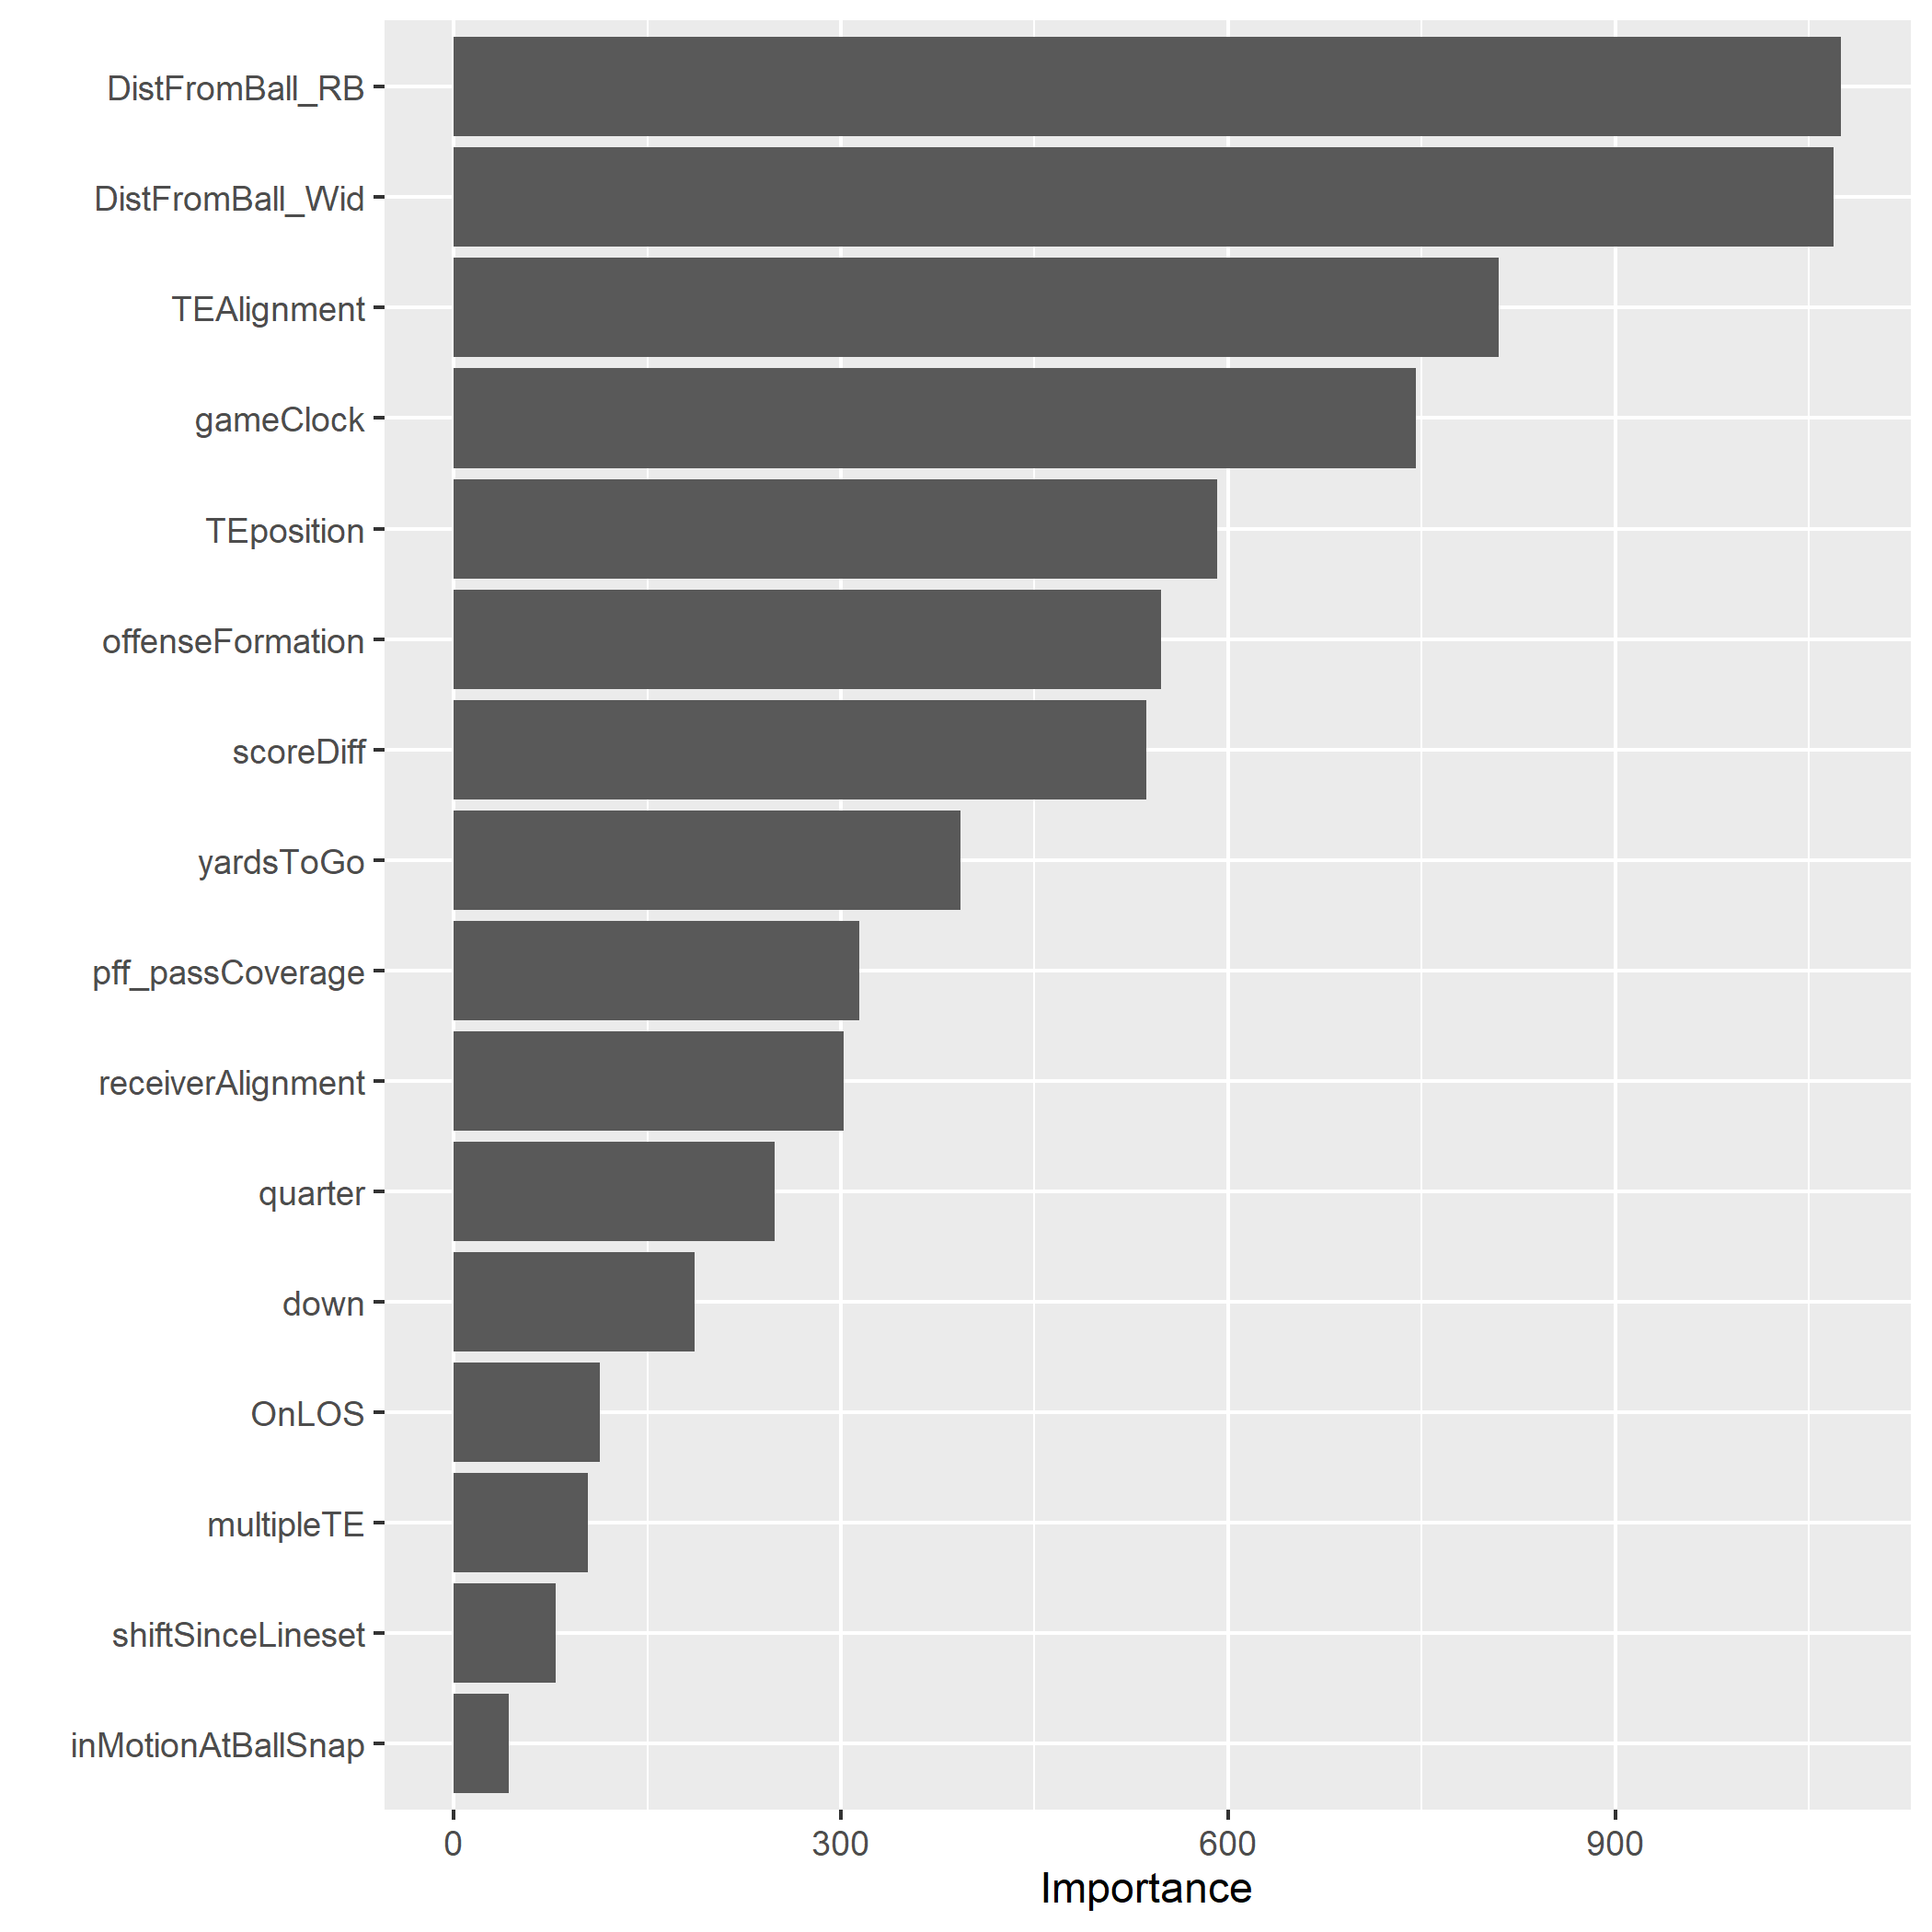 DistFromBall_RB
DistFromBall_Wid
TEAlignment
gameClock
TEposition
offenseFormation
scoreDiff
yardsToGo
pff_passCoverage
receiverAlignment
quarter
down
OnLOS
multipleTE
shiftSinceLineset
inMotionAtBallSnap
0 300 600 900
Importance